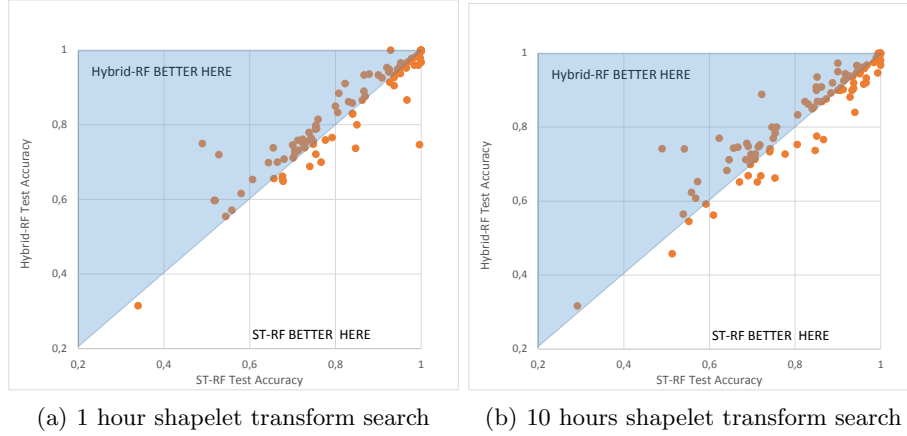 1
0,8
0,6
0,4
0,2
0,2 0,4 0,6 0,8 1
Hybrid-RF Test Accuracy
ST-RF Test Accuracy
Hybrid-RF BETTER HERE
ST-RF BETTER HERE
(a) 1 hour shapelet transform search
1
0,8
0,6
0,4
0,2
0,2 0,4 0,6 0,8 1
Hybrid-RF Test Accuracy
ST-RF Test Accuracy
Hybrid-RF BETTER HERE
ST-RF BETTER HERE
(b) 10 hours shapelet transform search